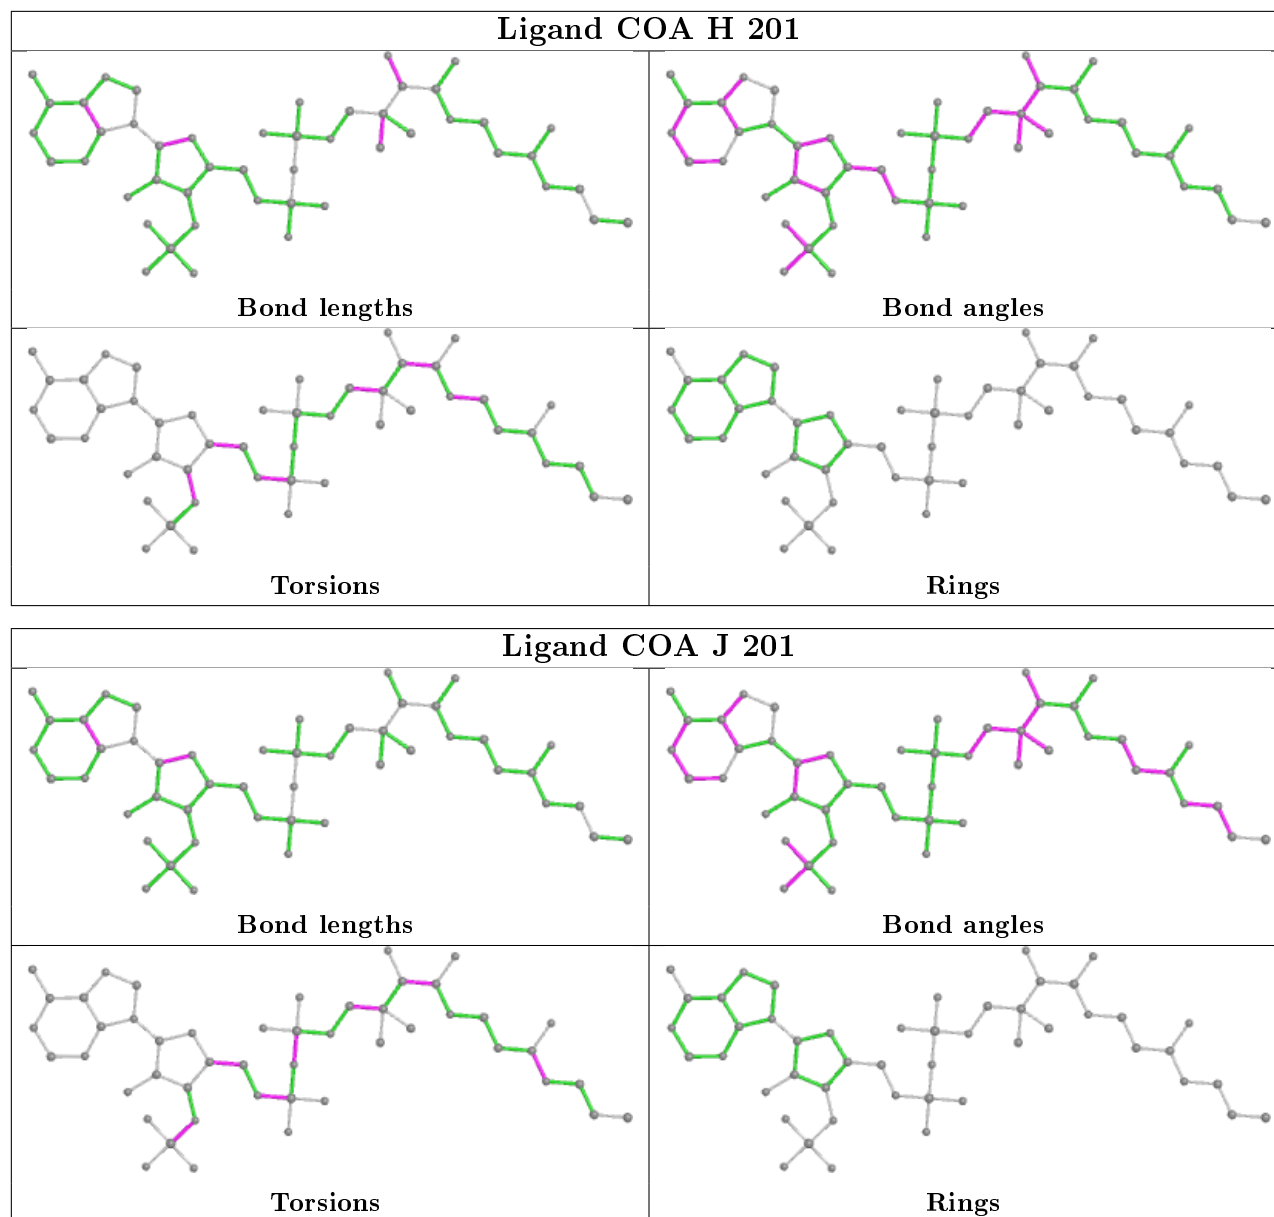 Ligand COA H 201
Bond lengths
Bond angles
Torsions
Rings
Ligand COA J 201
Bond lengths
Bond angles
Torsions
Rings